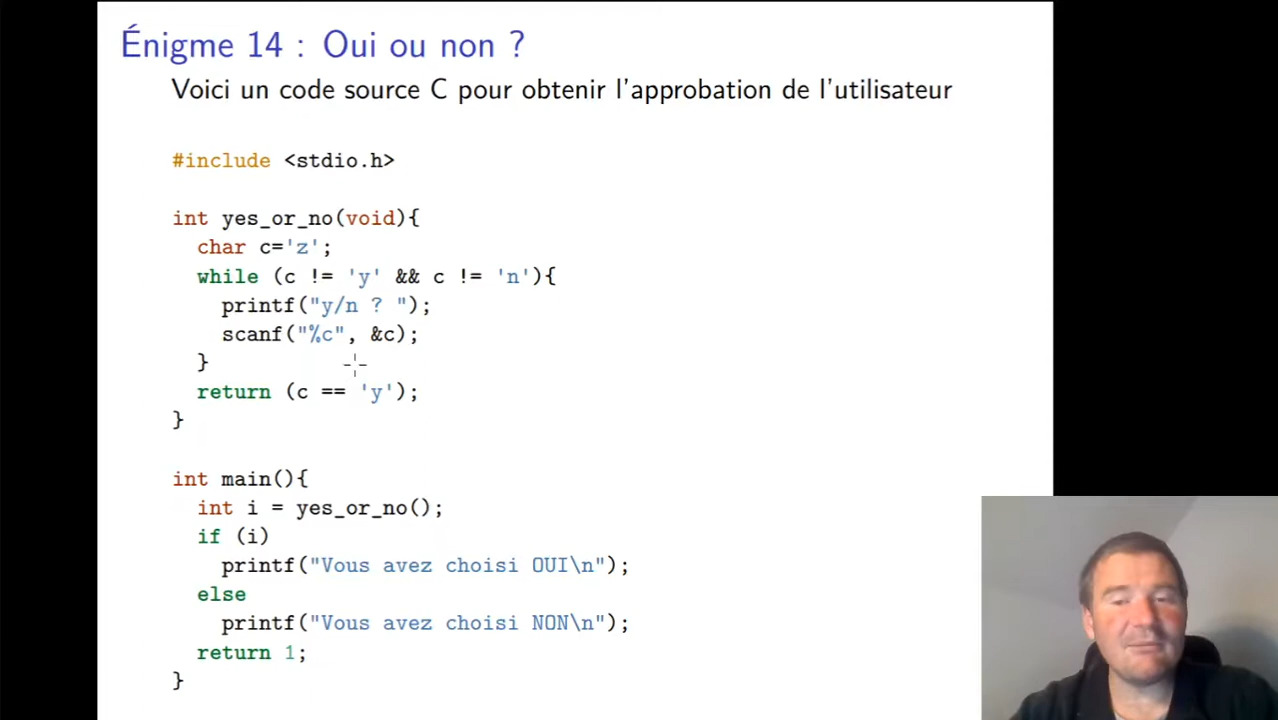 Énigme 14 : Oui ou non ?
Voici un code source C pour obtenir l'approbation de l'utilisateur
#include <stdio.h>
int yes_or_no(void){
char c='z';
while (c != 'y' && c != 'n'){
printf("y/n ? ");
scanf("%c", &c);
}
return (c == 'y');
}
int main(){
int i = yes_or_no();
if (i)
printf("Vous avez choisi OUI\n");
else
printf("Vous avez choisi NON\n");
return 1;
}